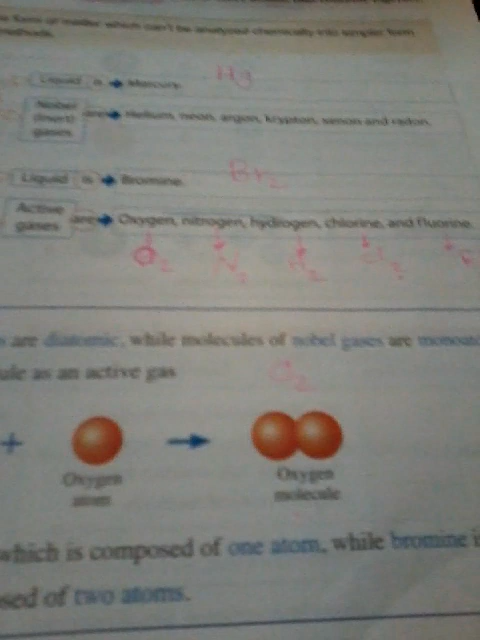 form of matter which can't be analyzed chemically into simpler form
methods.
Liquid is Mercury. Hg
Nobel (Inert) gases are Helium, neon, argon, krypton, xenon and radon.
Liquid is Bromine. Br2
Active gases are Oxygen, nitrogen, hydrogen, chlorine, and fluorine.
O2 N2 H2 Cl2 F
are diatomic, while molecules of nobel gases are
ule as an active gas O2
+
Oxygen atom
Oxygen molecule
which is composed of one atom, while bromine i
sed of two atoms.